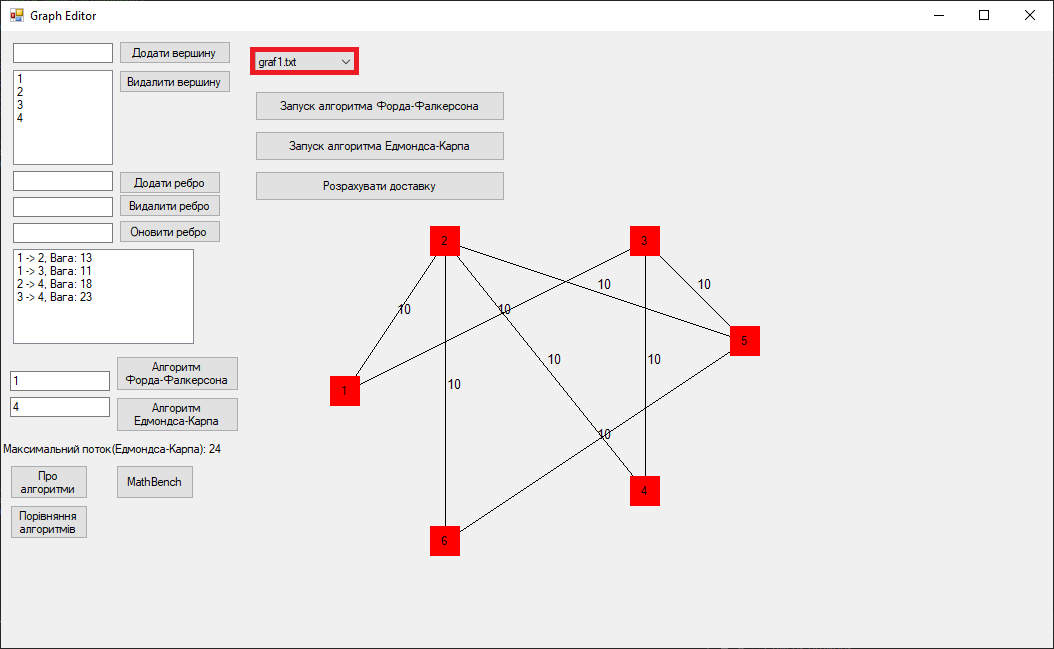 Graph Editor
Додати вершину
Видалити вершину
1
2
3
4
Додати ребро
Видалити ребро
Оновити ребро
1 -> 2, Вага: 13
1 -> 3, Вага: 11
2 -> 4, Вага: 18
3 -> 4, Вага: 23
1
Алгоритм
Форда-Фалкерсона
4
Алгоритм
Едмондса-Карпа
Максимальний поток(Едмондса-Карпа): 24
Про
алгоритми
MathBench
Порівняння
алгоритмів
graf1.txt
Запуск алгоритма Форда-Фалкерсона
Запуск алгоритма Едмондса-Карпа
Розрахувати доставку
2
3
10
10
10
10
5
10
10
10
1
10
4
6